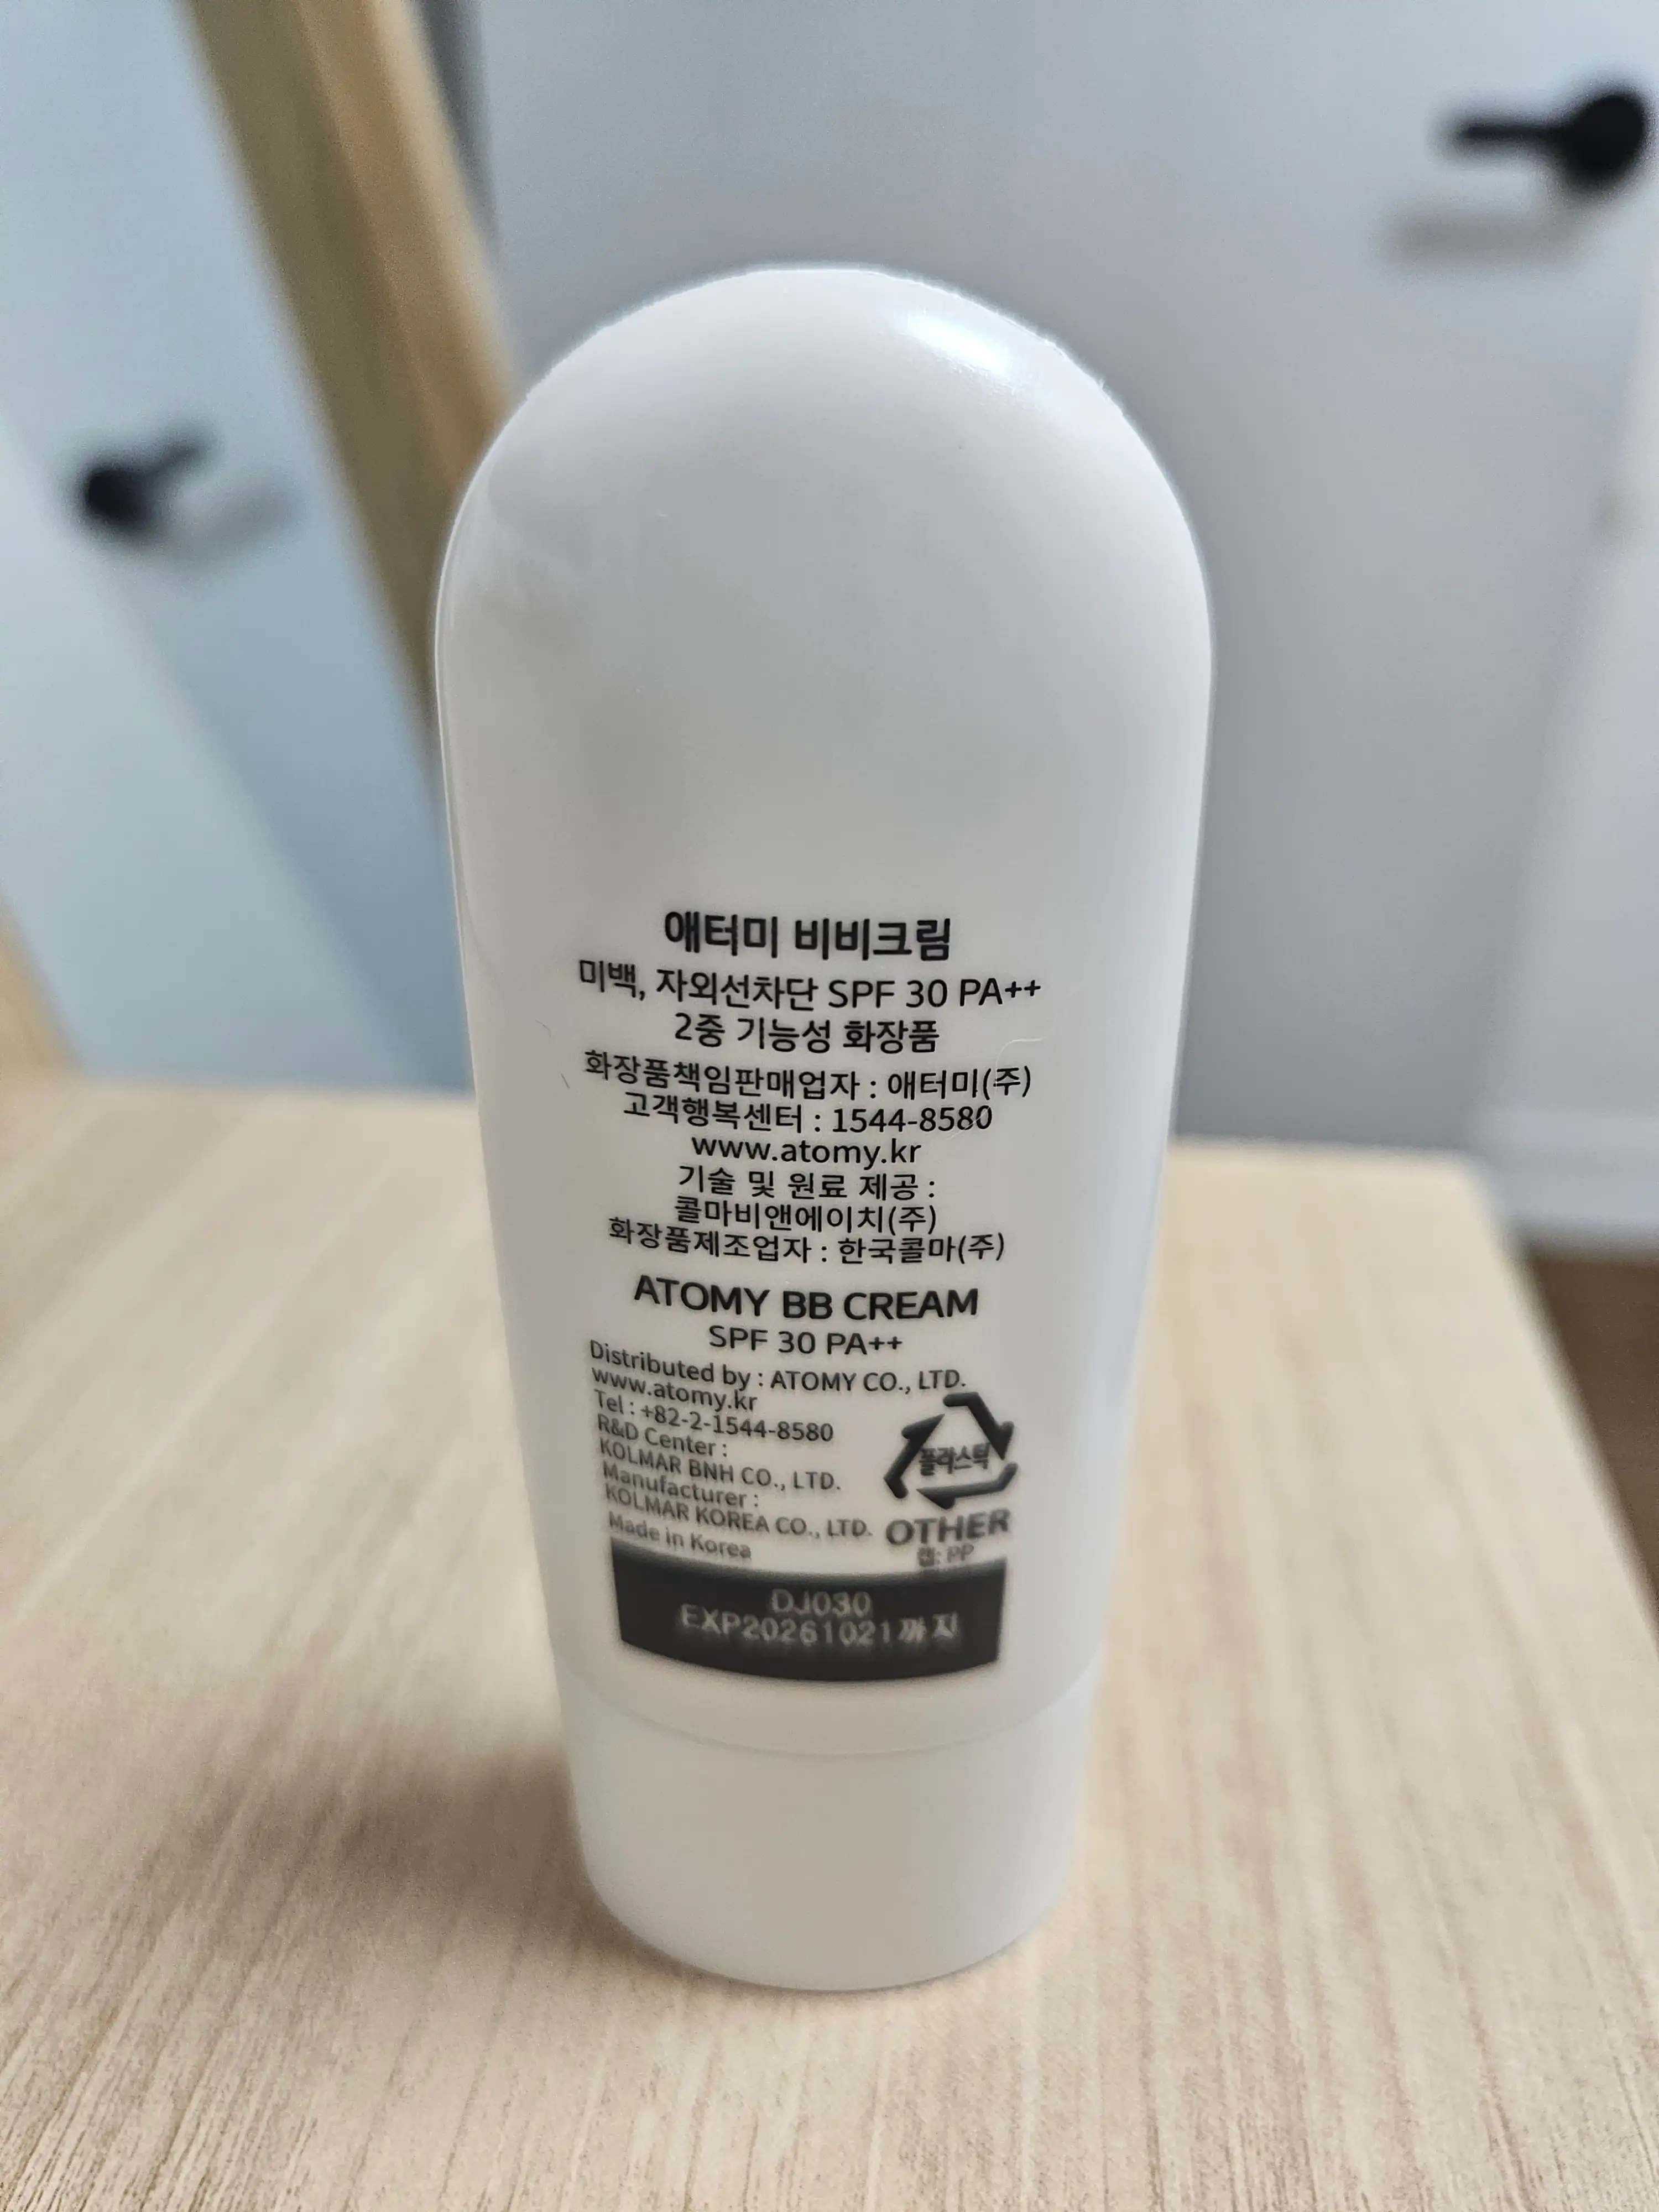 애터미 비비크림
미백, 자외선차단 SPF 30 PA++
2중 기능성 화장품
화장품책임판매업자 : 애터미(주)
고객행복센터 : 1544-8580
www.atomy.kr
기술 및 원료 제공 :
콜마비앤에이치(주)
화장품제조업자 : 한국콜마(주)
ATOMY BB CREAM
SPF 30 PA++
Distributed by : ATOMY CO., LTD.
www.atomy.kr
Tel : +82-2-1544-8580
R&D Center :
KOLMAR BNH CO., LTD.
Manufacturer :
KOLMAR KOREA CO., LTD.
Made in Korea
플라스틱
OTHER
캡: PP
DJ030
EXP20261021까지